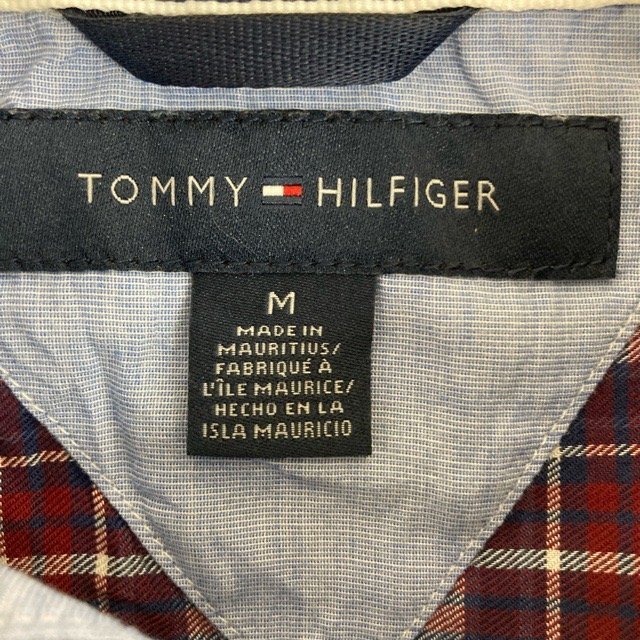 TOMMY HILFIGER
M
MADE IN
MAURITIUS/
FABRIQUÉ À
L'ÎLE MAURICE/
HECHO EN LA
ISLA MAURICIO